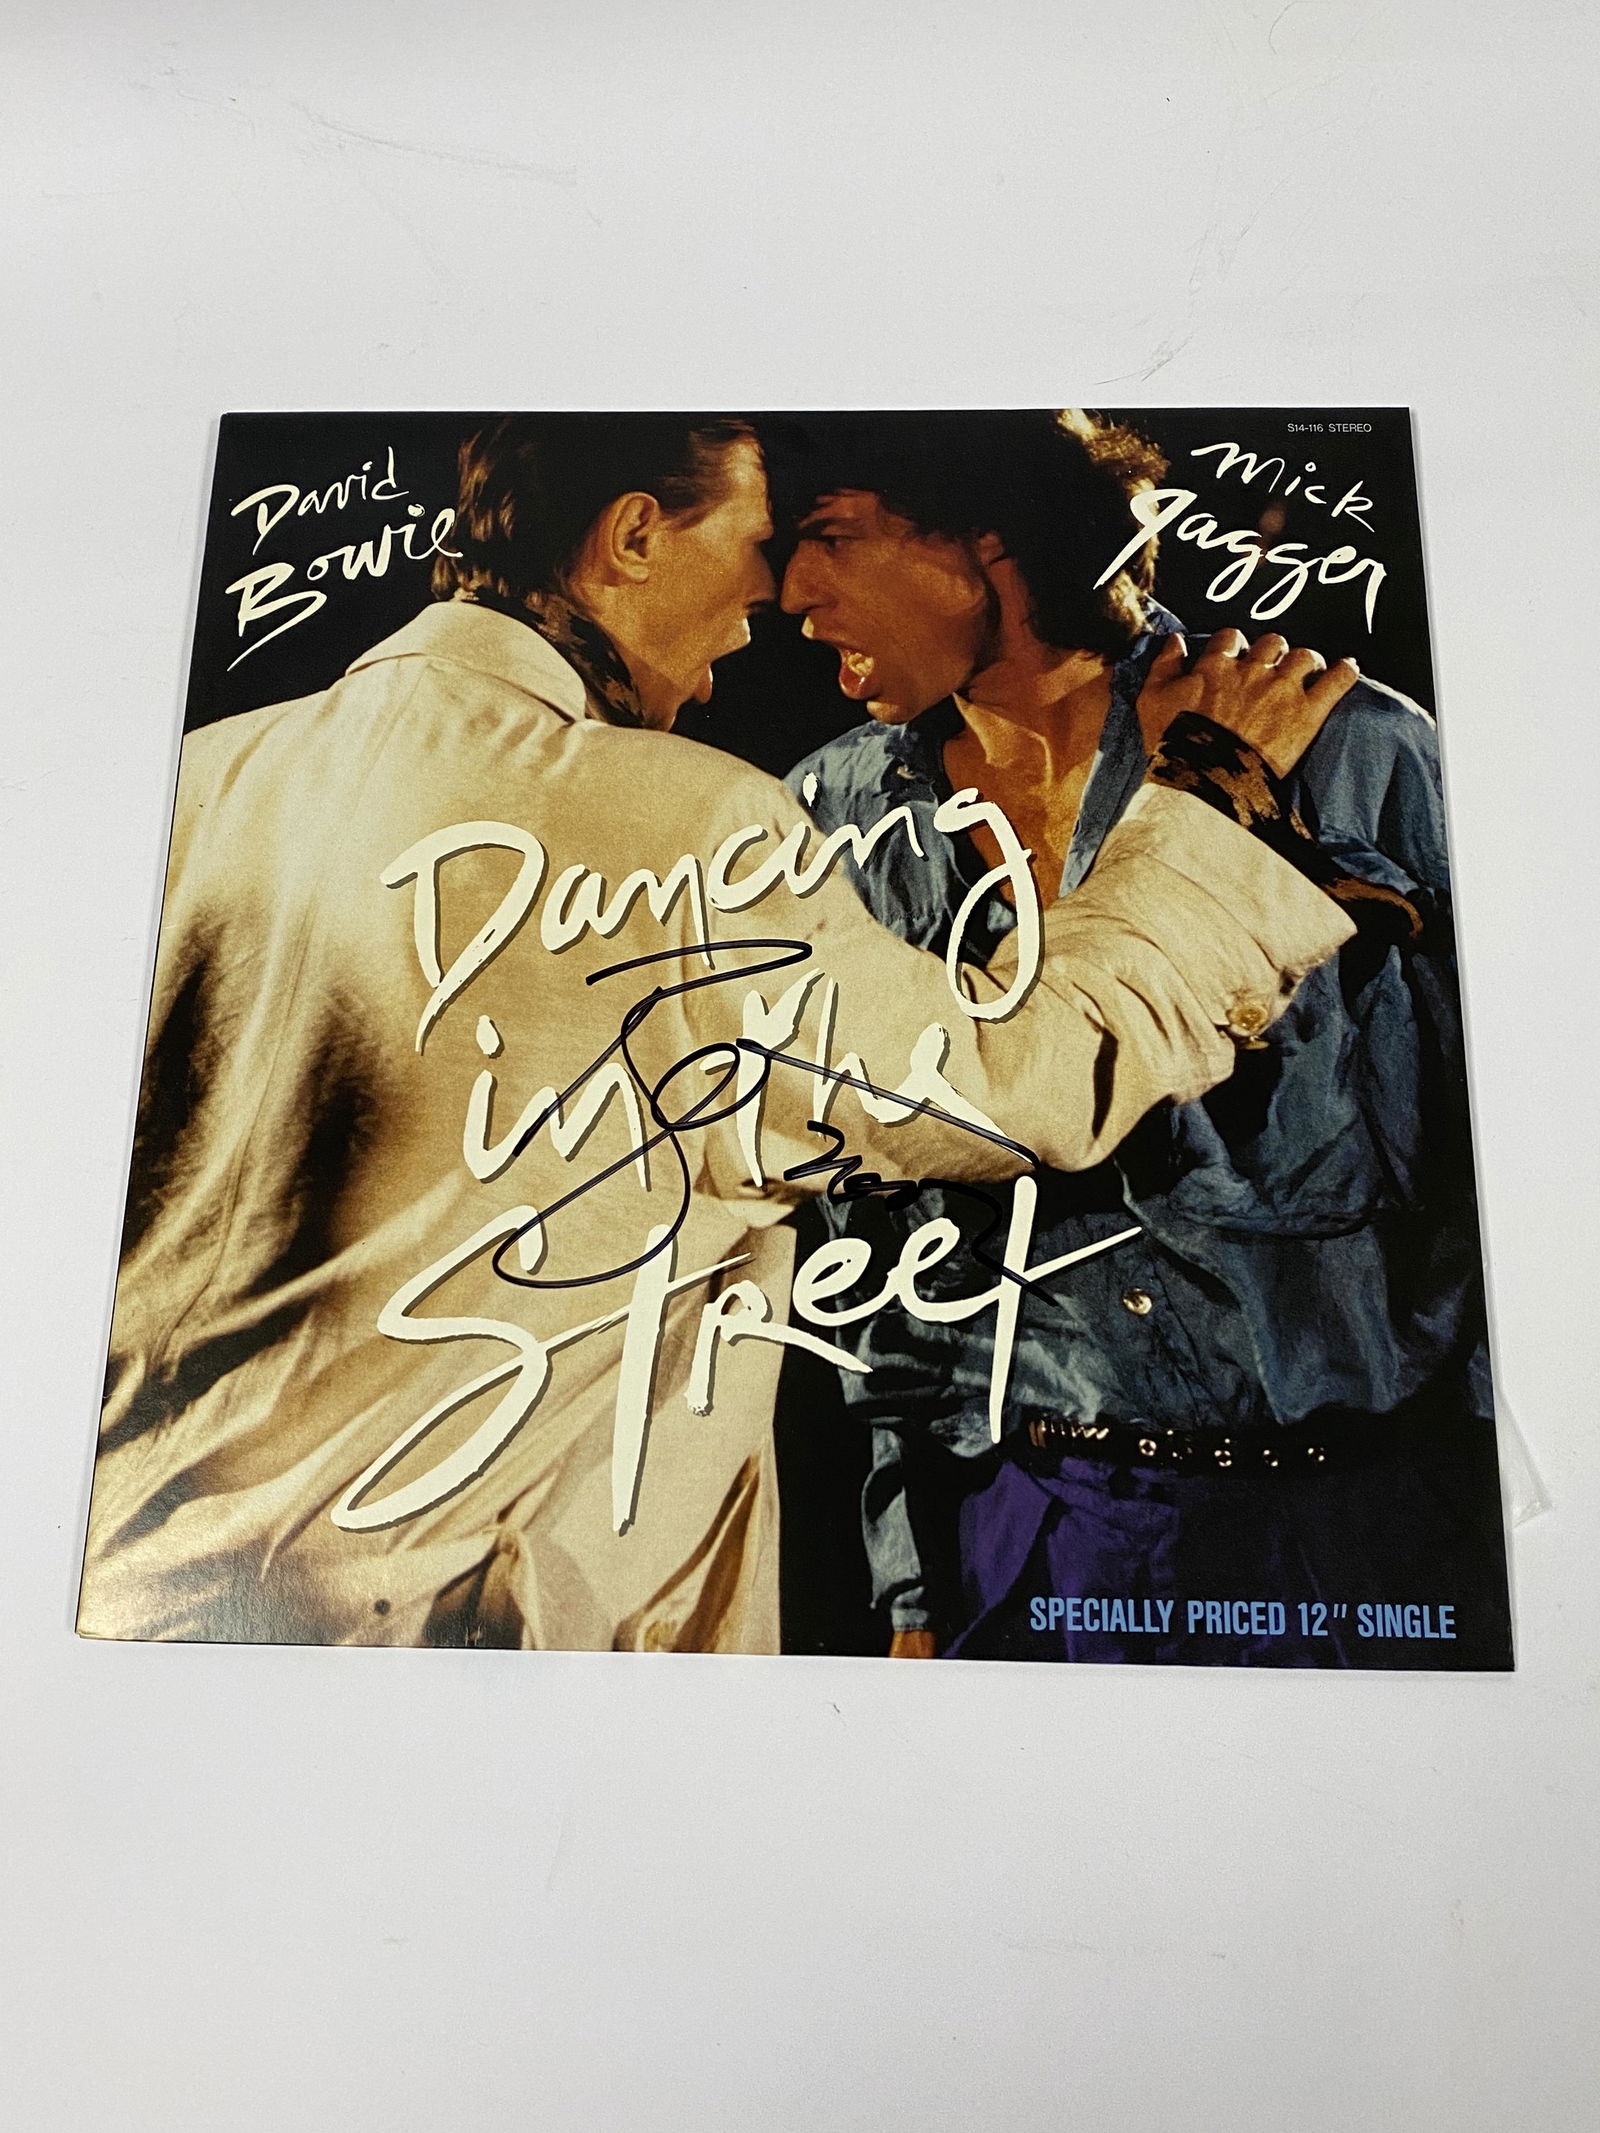 S14-116 STEREO
David
Bowie
Mick
Jagger
Dancing
in The
Street
SPECIALLY PRICED 12" SINGLE